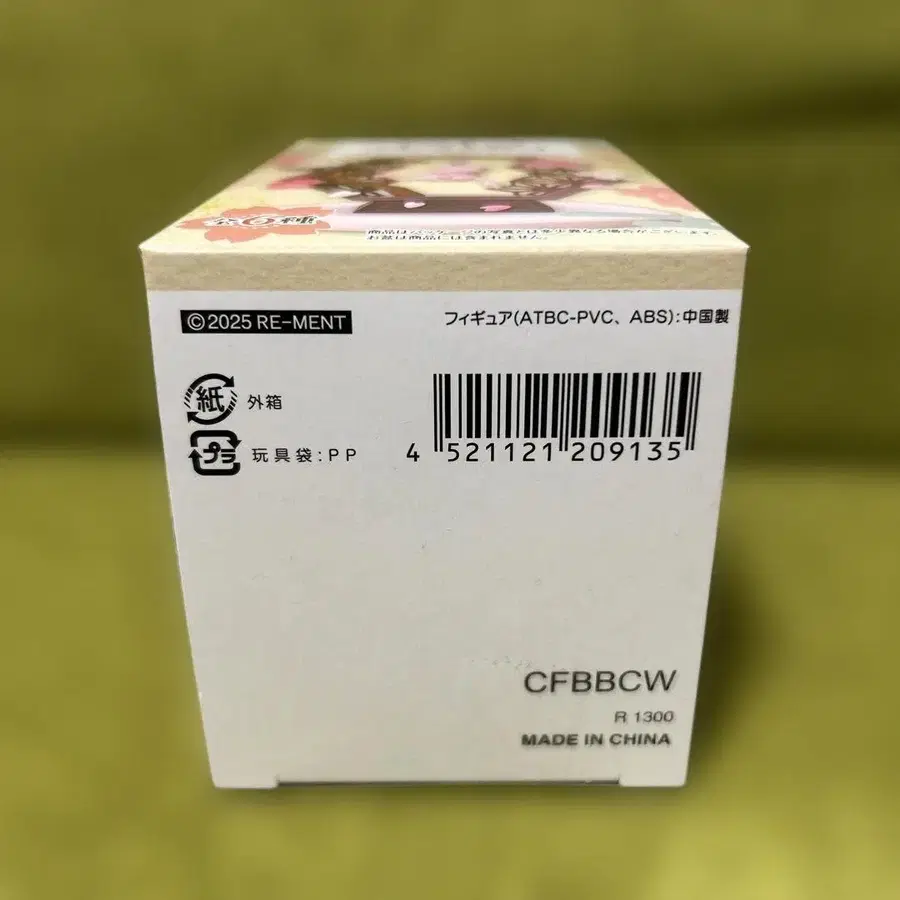 ©2025 RE-MENT
フィギュア(ATBC-PVC、ABS):中国製
紙 外箱
プラ 玩具袋:PP
4 521121 209135
CFBBCW
R 1300
MADE IN CHINA